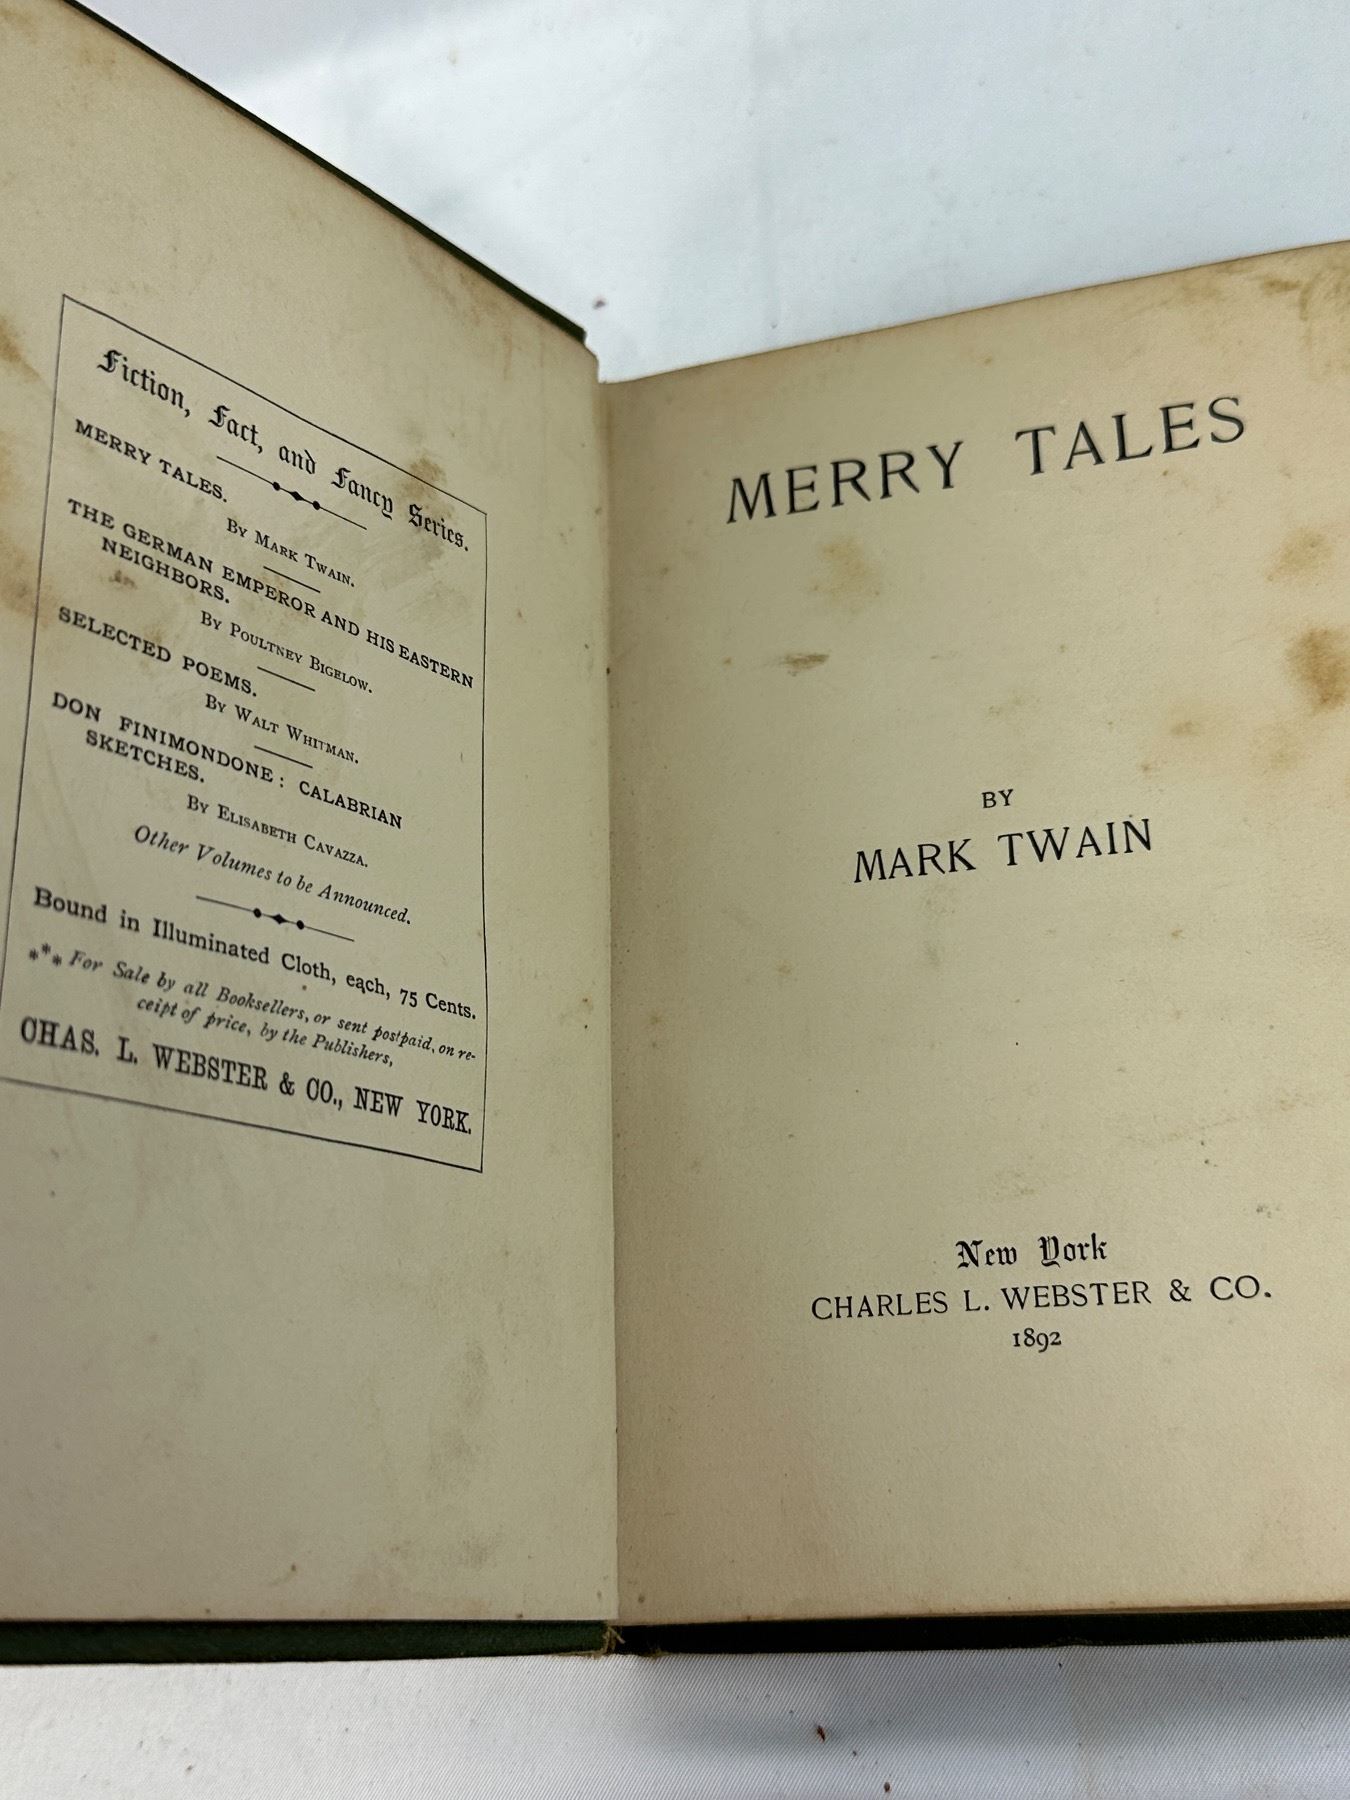 Fiction, Fact, and Fancy Series.
MERRY TALES.
By Mark Twain.
THE GERMAN EMPEROR AND HIS EASTERN
NEIGHBORS.
By Poultney Bigelow.
SELECTED POEMS.
By Walt Whitman.
DON FINIMONDONE: CALABRIAN
SKETCHES.
By Elisabeth Cavazza.
Other Volumes to be Announced.
Bound in Illuminated Cloth, each, 75 Cents.
*** For Sale by all Booksellers, or sent postpaid, on re-
ceipt of price, by the Publishers,
CHAS. L. WEBSTER & CO., NEW YORK.
MERRY TALES
BY
MARK TWAIN
New York
CHARLES L. WEBSTER & CO.
1892